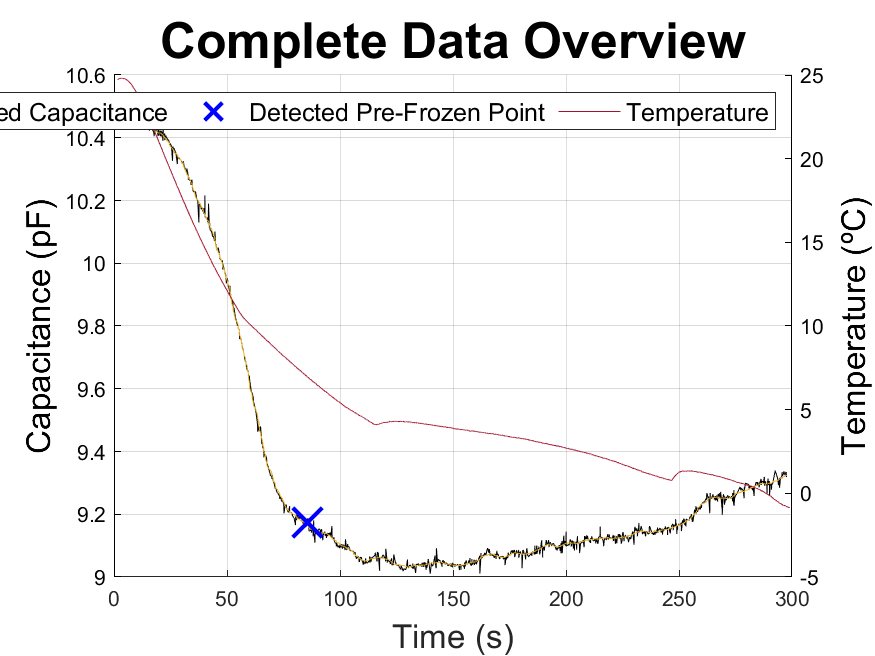 Complete Data Overview
ed Capacitance
Detected Pre-Frozen Point
Temperature
Capacitance (pF)
10.6
10.4
10.2
10
9.8
9.6
9.4
9.2
9
Temperature (ºC)
25
20
15
10
5
0
-5
0 50 100 150 200 250 300
Time (s)